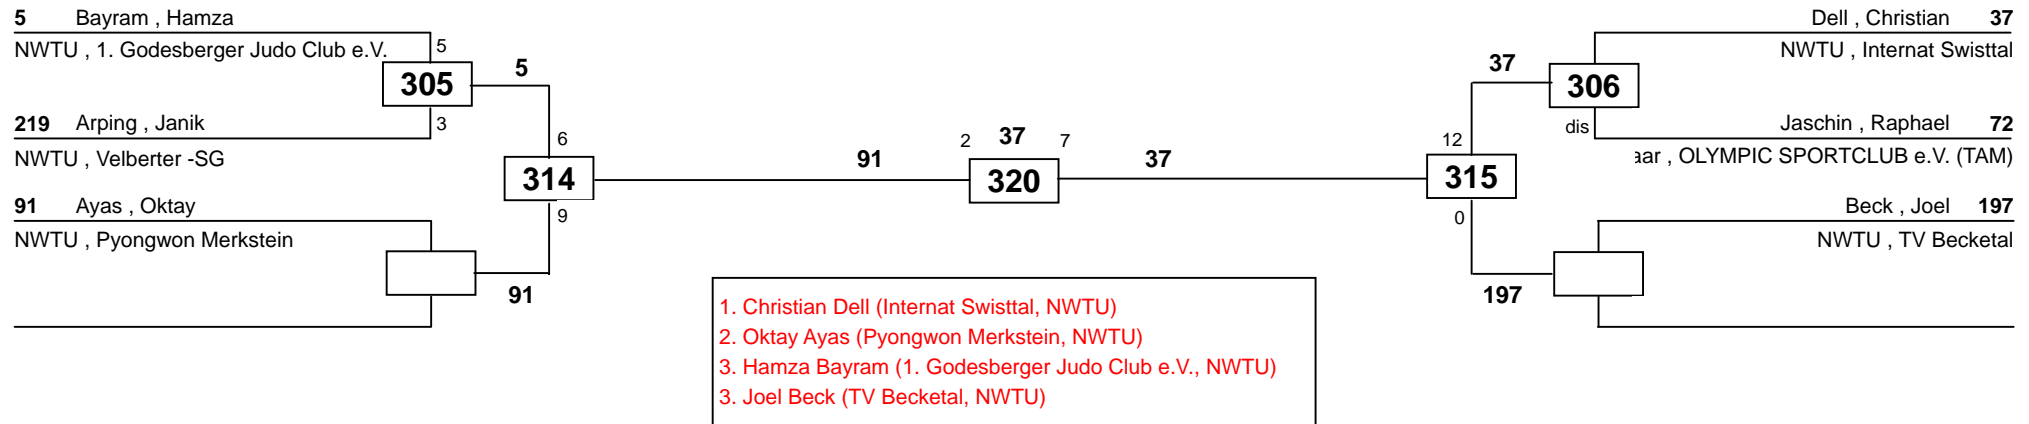 5 Bayram , Hamza
NWTU , 1. Godesberger Judo Club e.V.
5
305
5
3
219 Arping , Janik
NWTU , Velberter -SG
6
314
9
91 Ayas , Oktay
NWTU , Pyongwon Merkstein
91
91
2 37 7
320
37
Dell , Christian 37
NWTU , Internat Swisttal
37
306
dis
Jaschin , Raphael 72
aar , OLYMPIC SPORTCLUB e.V. (TAM)
12
315
0
Beck , Joel 197
NWTU , TV Becketal
197
1. Christian Dell (Internat Swisttal, NWTU)
2. Oktay Ayas (Pyongwon Merkstein, NWTU)
3. Hamza Bayram (1. Godesberger Judo Club e.V., NWTU)
3. Joel Beck (TV Becketal, NWTU)